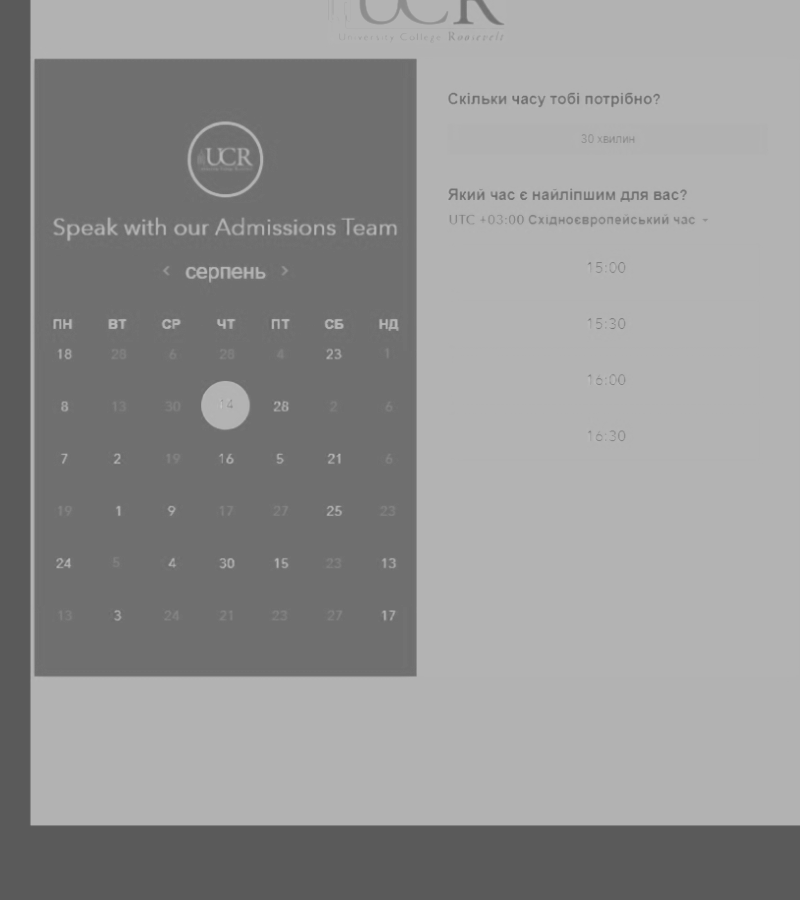 UCR
University College Roosevelt
UCR
Speak with our Admissions Team
‹ серпень ›
ПН ВТ СР ЧТ ПТ СБ НД
18 28 6 28 4 23 1
8 13 30 14 28 2 6
7 2 19 16 5 21 6
19 1 9 17 27 25 23
24 5 4 30 15 23 13
13 3 24 21 23 27 17
Скільки часу тобі потрібно?
30 хвилин
Який час є найліпшим для вас?
UTC +03:00 Східноєвропейський час
15:00
15:30
16:00
16:30